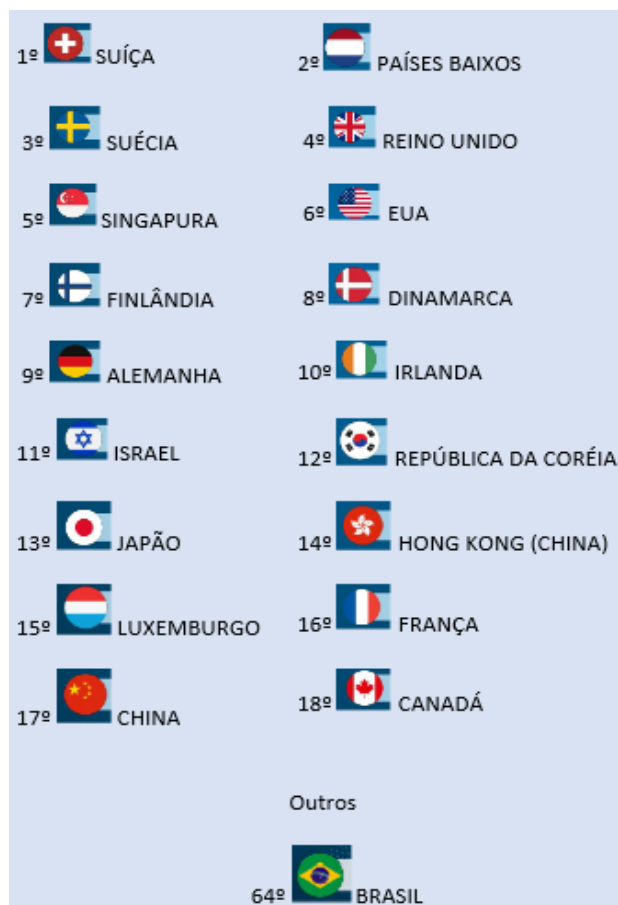 1º SUÍÇA
2º PAÍSES BAIXOS
3º SUÉCIA
4º REINO UNIDO
5º SINGAPURA
6º EUA
7º FINLÂNDIA
8º DINAMARCA
9º ALEMANHA
10º IRLANDA
11º ISRAEL
12º REPÚBLICA DA CORÉIA
13º JAPÃO
14º HONG KONG (CHINA)
15º LUXEMBURGO
16º FRANÇA
17º CHINA
18º CANADÁ
Outros
64º BRASIL